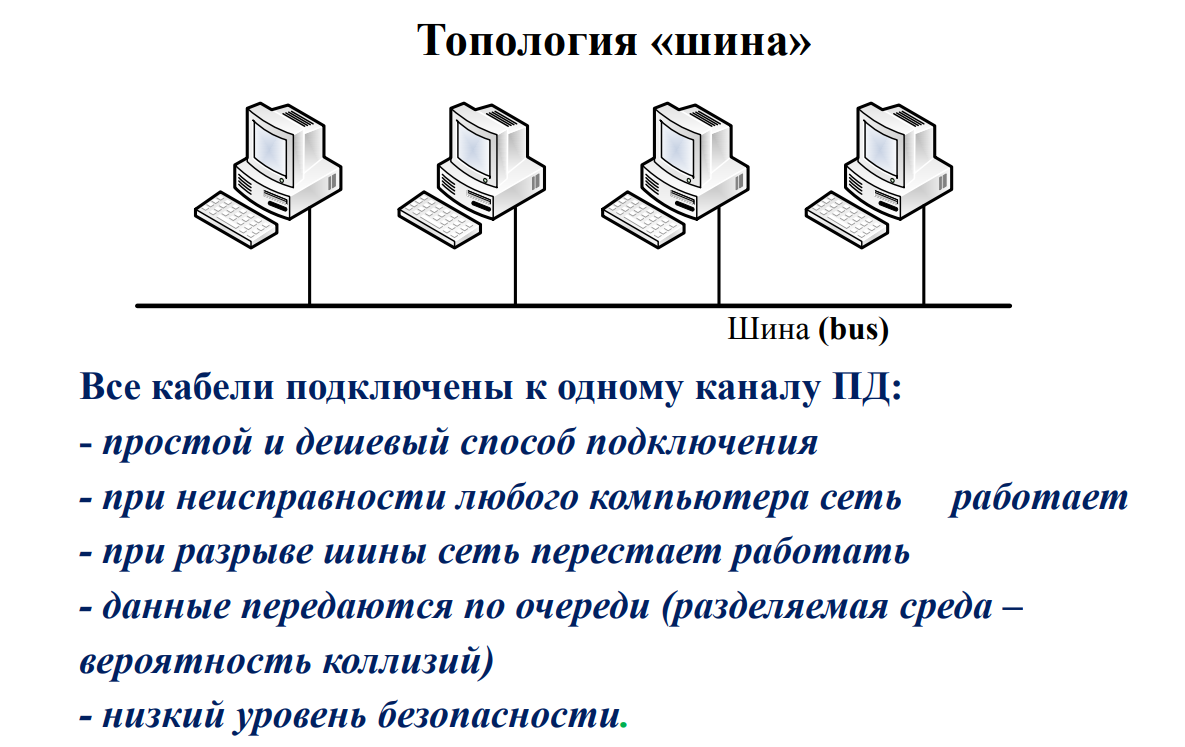 Топология «шина»
Шина (bus)
Все кабели подключены к одному каналу ПД:
- простой и дешевый способ подключения
- при неисправности любого компьютера сеть работает
- при разрыве шины сеть перестает работать
- данные передаются по очереди (разделяемая среда –
вероятность коллизий)
- низкий уровень безопасности.